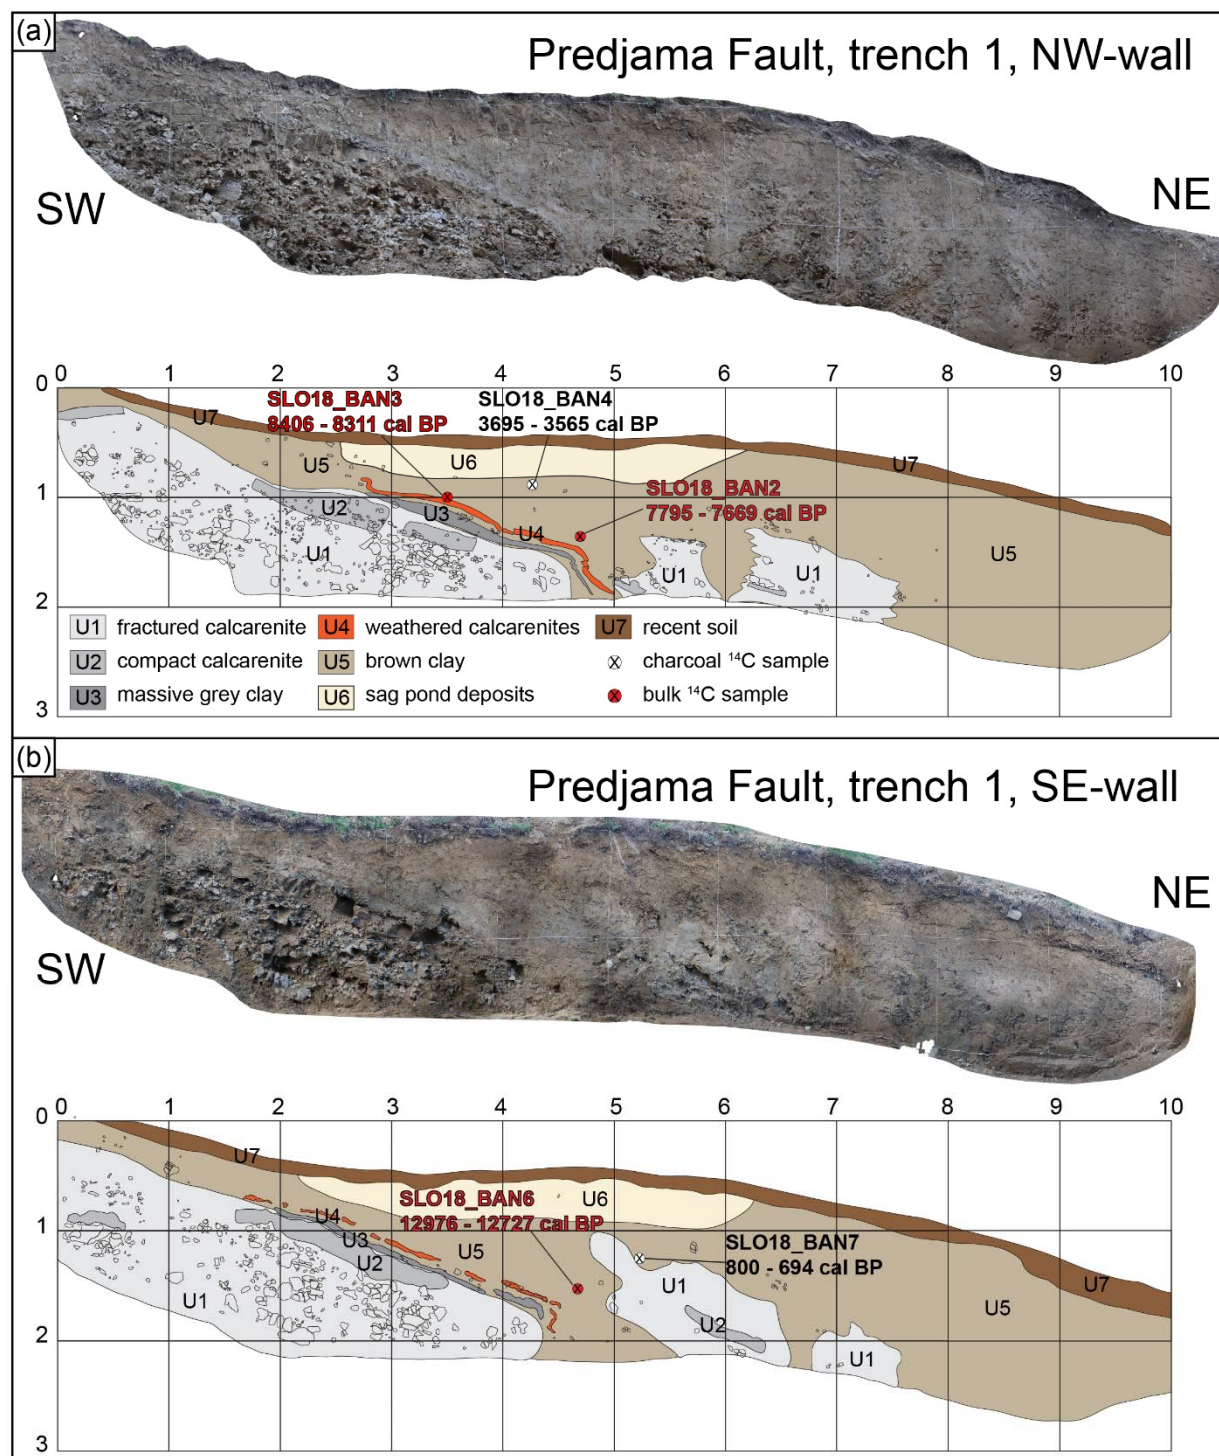 (a)
Predjama Fault, trench 1, NW-wall
SW
NE
0 1 2 3 4 5 6 7 8 9 10
0
1
2
3
SLO18_BAN3
8406 - 8311 cal BP
SLO18_BAN4
3695 - 3565 cal BP
SLO18_BAN2
7795 - 7669 cal BP
U7
U5
U6
U7
U2
U3
U4
U1
U1
U1
U5
U1 fractured calcarenite
U2 compact calcarenite
U3 massive grey clay
U4 weathered calcarenites
U5 brown clay
U6 sag pond deposits
U7 recent soil
charcoal ¹⁴C sample
bulk ¹⁴C sample
(b)
Predjama Fault, trench 1, SE-wall
SW
NE
0 1 2 3 4 5 6 7 8 9 10
0
1
2
3
U7
U6
SLO18_BAN6
12976 - 12727 cal BP
SLO18_BAN7
800 - 694 cal BP
U4
U3
U2
U5
U1
U1
U2
U1
U5
U7